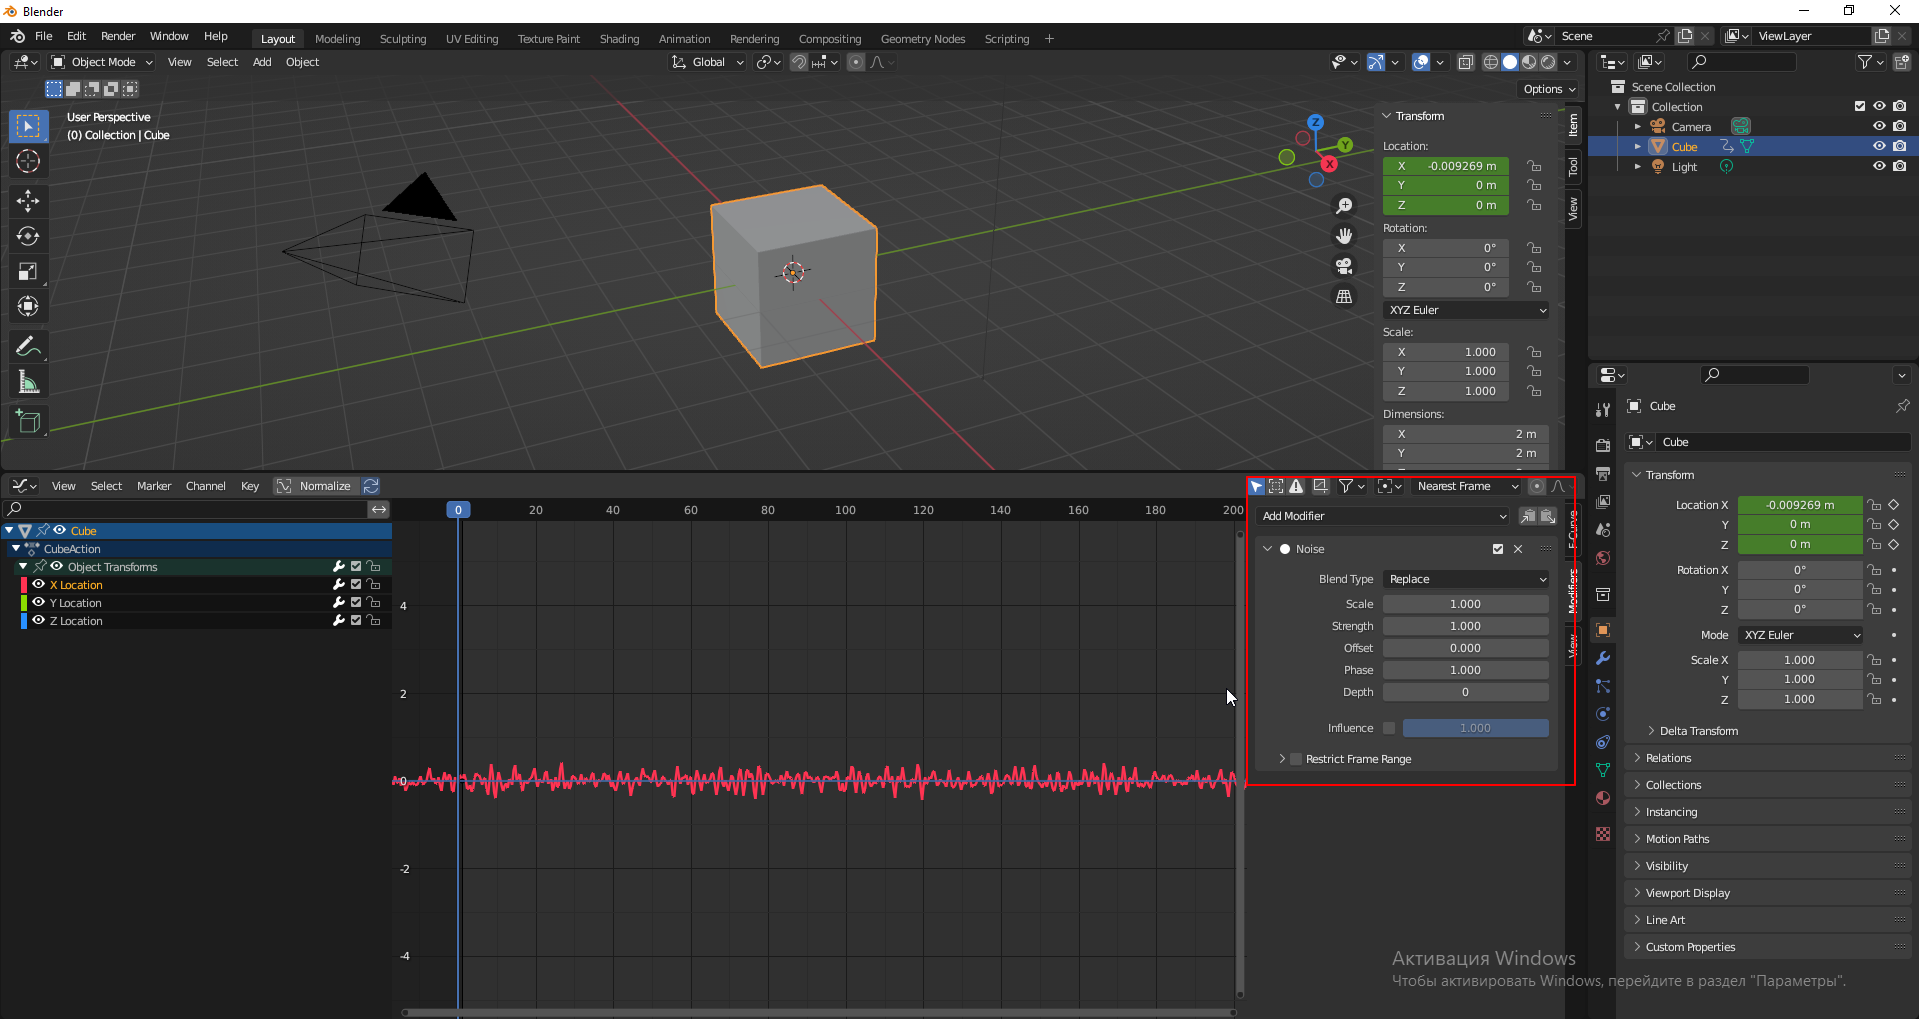 Blender
File Edit Render Window Help Layout Modeling Sculpting UV Editing Texture Paint Shading Animation Rendering Compositing Geometry Nodes Scripting +
Scene
ViewLayer
Object Mode View Select Add Object
Global
Options
User Perspective
(0) Collection | Cube
Z
Y
X
Transform
Location:
X -0.009269 m
Y 0 m
Z 0 m
Rotation:
X 0°
Y 0°
Z 0°
XYZ Euler
Scale:
X 1.000
Y 1.000
Z 1.000
Dimensions:
X 2 m
Y 2 m
Item
Tool
View
Scene Collection
Collection
Camera
Cube
Light
View Select Marker Channel Key Normalize
Nearest Frame
0 20 40 60 80 100 120 140 160 180 200
Cube
CubeAction
Object Transforms
X Location
Y Location
Z Location
4
2
0
-2
-4
Add Modifier
Noise
Blend Type Replace
Scale 1.000
Strength 1.000
Offset 0.000
Phase 1.000
Depth 0
Influence 1.000
Restrict Frame Range
F-Curve
Modifiers
View
Cube
Cube
Transform
Location X -0.009269 m
Y 0 m
Z 0 m
Rotation X 0°
Y 0°
Z 0°
Mode XYZ Euler
Scale X 1.000
Y 1.000
Z 1.000
Delta Transform
Relations
Collections
Instancing
Motion Paths
Visibility
Viewport Display
Line Art
Custom Properties
Активация Windows
Чтобы активировать Windows, перейдите в раздел "Параметры".